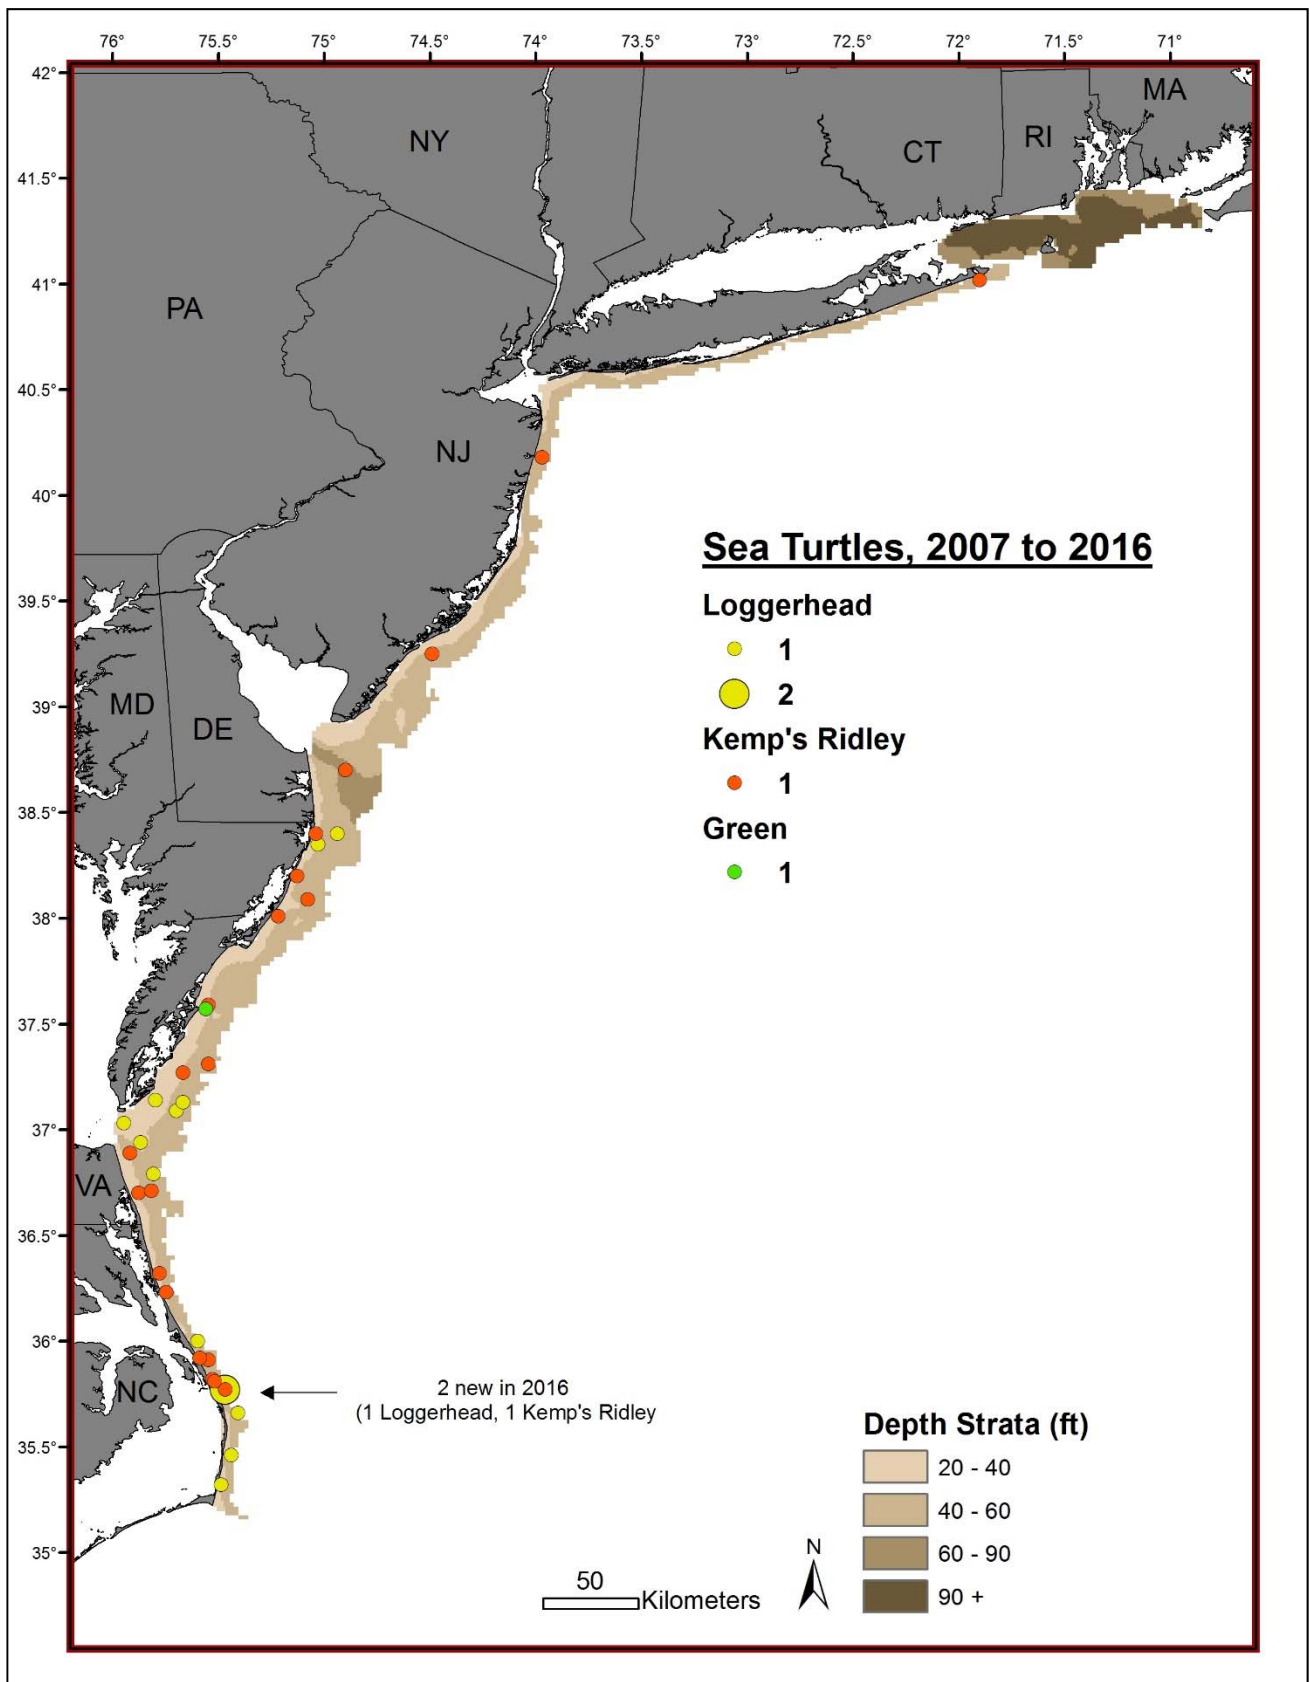 76° 75.5° 75° 74.5° 74° 73.5° 73° 72.5° 72° 71.5° 71°
42°
MA
RI
NY
CT
41.5°
PA
41°
40.5°
NJ
40°
Sea Turtles, 2007 to 2016
39.5°
Loggerhead
1
2
39°
MD
DE
Kemp's Ridley
1
38.5°
Green
1
38°
37.5°
37°
VA
36.5°
36°
NC
2 new in 2016
(1 Loggerhead, 1 Kemp's Ridley
35.5°
35°
Depth Strata (ft)
20 - 40
40 - 60
60 - 90
90 +
N
50
Kilometers